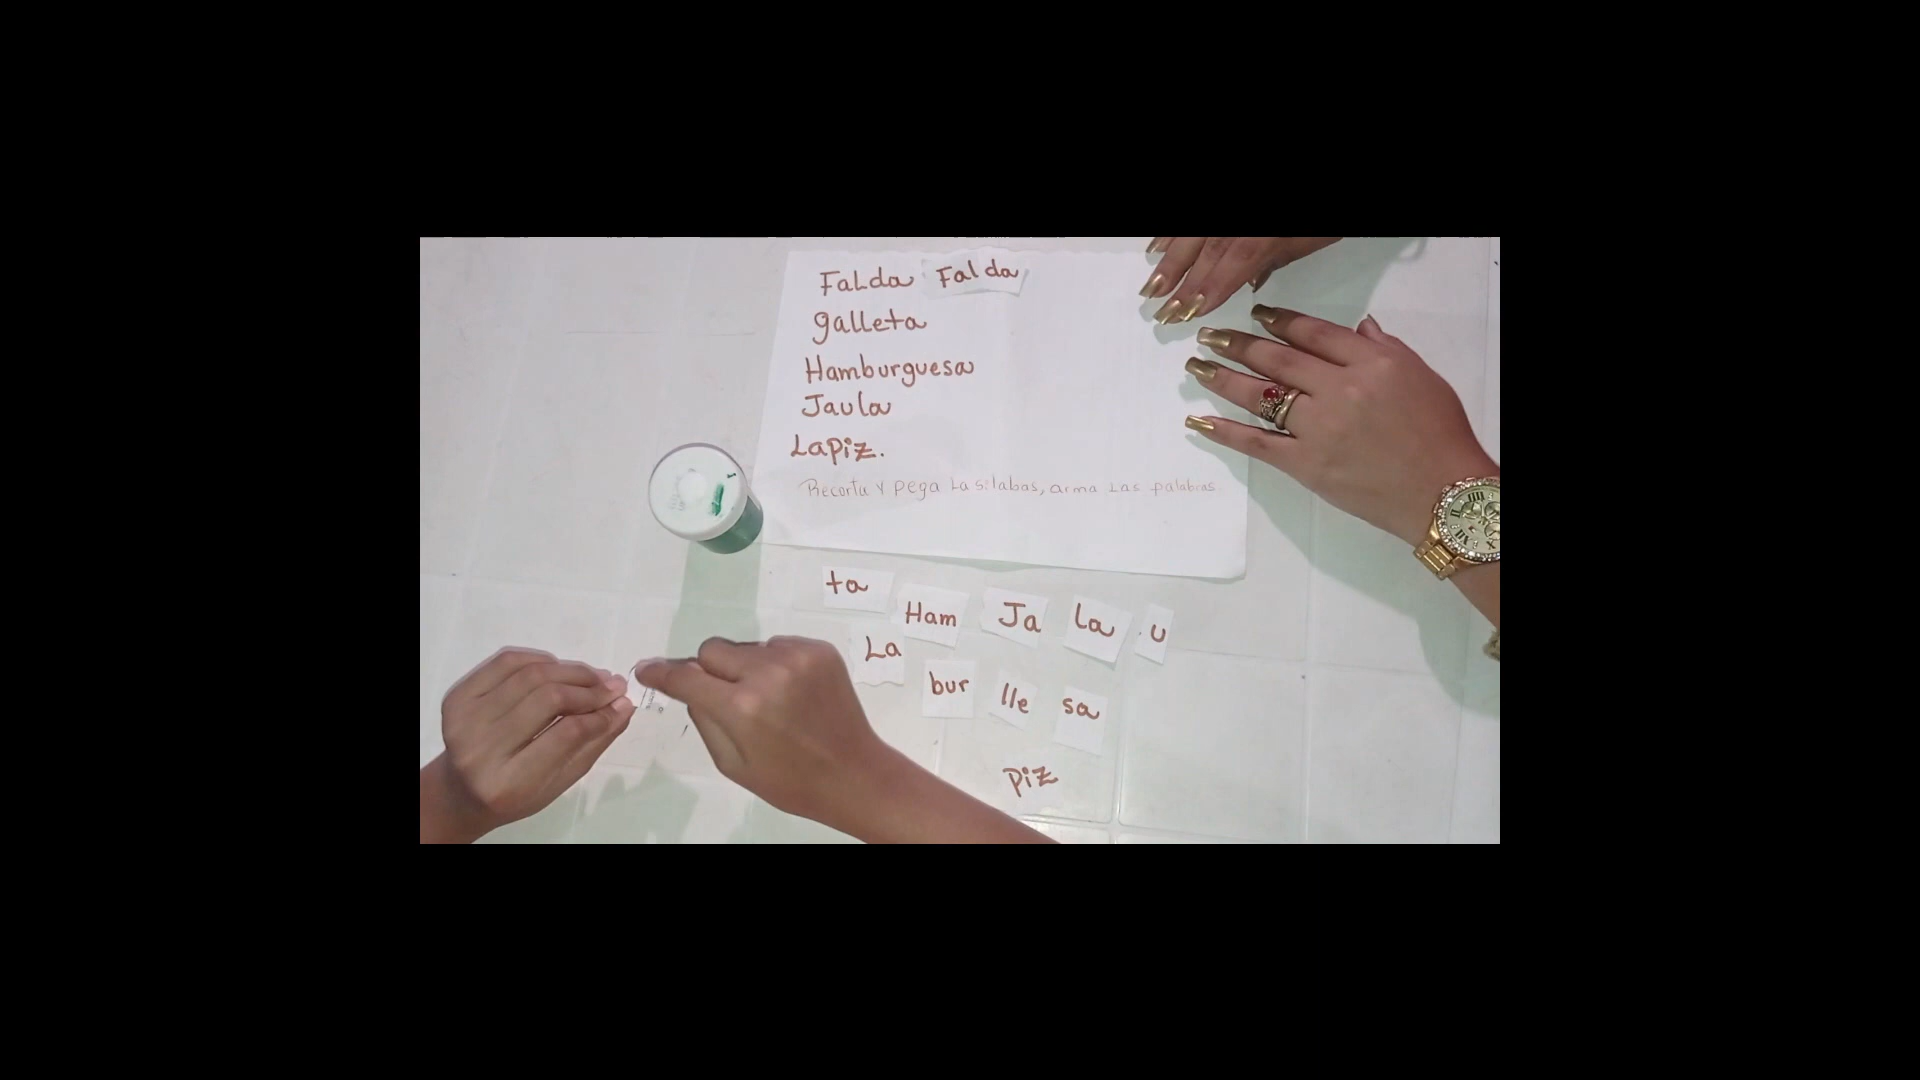 Falda Fal da
galleta
Hamburguesa
Jaula
Lapiz.
Recorta y pega La silabas, arma Las palabras
ta
Ham Ja la u
La
bur lle sa
piz